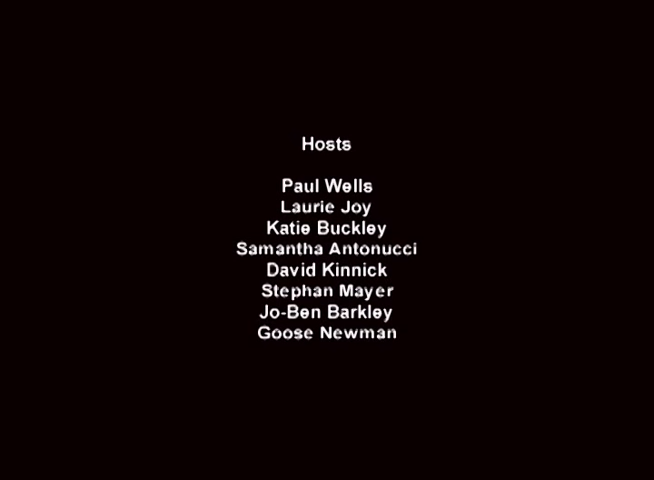 Hosts
Paul Wells
Laurie Joy
Katie Buckley
Samantha Antonucci
David Kinnick
Stephan Mayer
Jo-Ben Barkley
Goose Newman